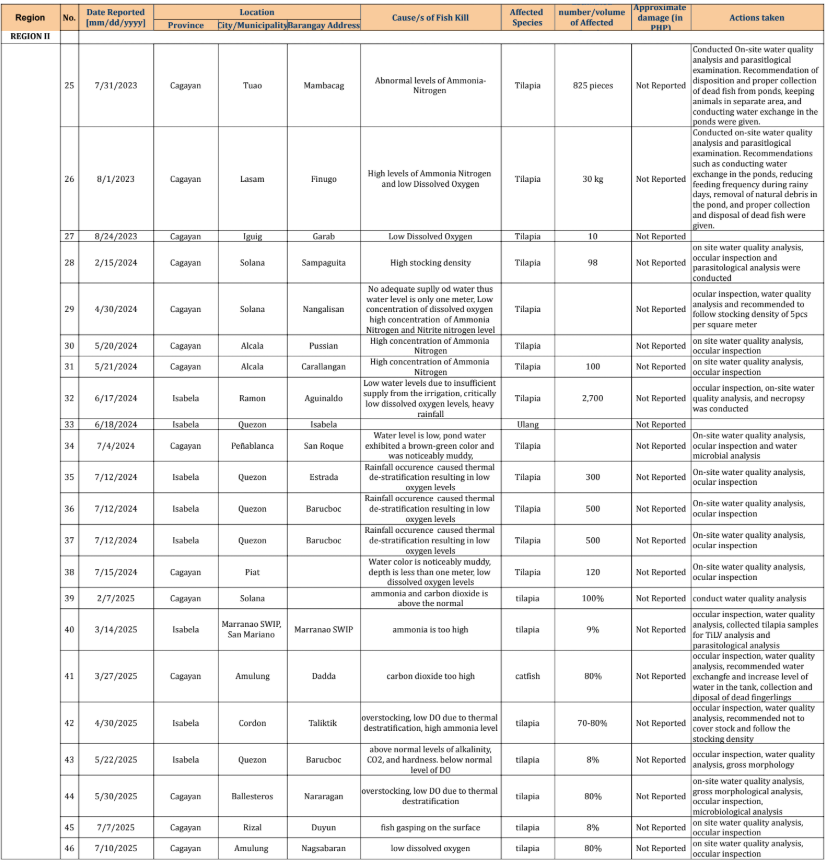 Region No. Date Reported [mm/dd/yyyy] Location Province City/Municipality Barangay Address Cause/s of Fish Kill Affected Species number/volume of Affected Approximate damage (in PHP) Actions taken
REGION II
25 7/31/2023 Cagayan Tuao Mambacag Abnormal levels of Ammonia-Nitrogen Tilapia 825 pieces Not Reported Conducted On-site water quality analysis and parasitlogical examination. Recommendation of disposition and proper collection of dead fish from ponds, keeping animals in separate area, and conducting water exchange in the ponds were given.
26 8/1/2023 Cagayan Lasam Finugo High levels of Ammonia Nitrogen and low Dissolved Oxygen Tilapia 30 kg Not Reported Conducted on-site water quality analysis and parasitlogical examination. Recommendations such as conducting water exchange in the ponds, reducing feeding frequency during rainy days, removal of natural debris in the pond, and proper collection and disposal of dead fish were given.
27 8/24/2023 Cagayan Iguig Garab Low Dissolved Oxygen Tilapia 10 Not Reported
28 2/15/2024 Cagayan Solana Sampaguita High stocking density Tilapia 98 Not Reported on site water quality analysis, occular inspection and parasitological analysis were conducted
29 4/30/2024 Cagayan Solana Nangalisan No adequate suplly od water thus water level is only one meter, Low concentration of dissolved oxygen high concentration of Ammonia Nitrogen and Nitrite nitrogen level Tilapia Not Reported ocular inspection, water quality analysis and recommended to follow stocking density of 5pcs per square meter
30 5/20/2024 Cagayan Alcala Pussian High concentration of Ammonia Nitrogen Tilapia Not Reported on site water quality analysis, occular inspection
31 5/21/2024 Cagayan Alcala Carallangan High concentration of Ammonia Nitrogen Tilapia 100 Not Reported on site water quality analysis, occular inspection
32 6/17/2024 Isabela Ramon Aguinaldo Low water levels due to insufficient supply from the irrigation, critically low dissolved oxygen levels, heavy rainfall Tilapia 2,700 Not Reported occular inspection, on-site water quality analysis, and necropsy was conducted
33 6/18/2024 Isabela Quezon Isabela Ulang Not Reported
34 7/4/2024 Cagayan Peñablanca San Roque Water level is low, pond water exhibited a brown-green color and was noticeably muddy, Tilapia Not Reported On-site water quality analysis, ocular inspection and water microbial analysis
35 7/12/2024 Isabela Quezon Estrada Rainfall occurence caused thermal de-stratification resulting in low oxygen levels Tilapia 300 Not Reported On-site water quality analysis, ocular inspection
36 7/12/2024 Isabela Quezon Barucboc Rainfall occurence caused thermal de-stratification resulting in low oxygen levels Tilapia 500 Not Reported On-site water quality analysis, ocular inspection
37 7/12/2024 Isabela Quezon Barucboc Rainfall occurence caused thermal de-stratification resulting in low oxygen levels Tilapia 500 Not Reported On-site water quality analysis, ocular inspection
38 7/15/2024 Cagayan Piat Water color is noticeably muddy, depth is less than one meter, low dissolved oxygen levels Tilapia 120 Not Reported On-site water quality analysis, ocular inspection
39 2/7/2025 Cagayan Solana ammonia and carbon dioxide is above the normal tilapia 100% Not Reported conduct water quality analysis
40 3/14/2025 Isabela Marranao SWIP, San Mariano Marranao SWIP ammonia is too high tilapia 9% Not Reported occular inspection, water quality analysis, collected tilapia samples for TiLV analysis and parasitological analysis
41 3/27/2025 Cagayan Amulung Dadda carbon dioxide too high catfish 80% Not Reported occular inspection, water quality analysis, recommended water exchangfe and increase level of water in the tank, collection and diposal of dead fingerlings
42 4/30/2025 Isabela Cordon Taliktik overstocking, low DO due to thermal destratification, high ammonia level tilapia 70-80% Not Reported occular inspection, water quality analysis, recommended not to cover stock and follow the stocking density
43 5/22/2025 Isabela Quezon Barucboc above normal levels of alkalinity, CO2, and hardness. below normal level of DO tilapia 8% Not Reported occular inspection, water quality analysis, gross morphology
44 5/30/2025 Cagayan Ballesteros Nararagan overstocking, low DO due to thermal destratification tilapia 80% Not Reported on-site water quality analysis, gross morphological analysis, occular inspection, microbiological analysis
45 7/7/2025 Cagayan Rizal Duyun fish gasping on the surface tilapia 8% Not Reported on site water quality analysis, occular inspection
46 7/10/2025 Cagayan Amulung Nagsabaran low dissolved oxygen tilapia 80% Not Reported on site water quality analysis, occular inspection